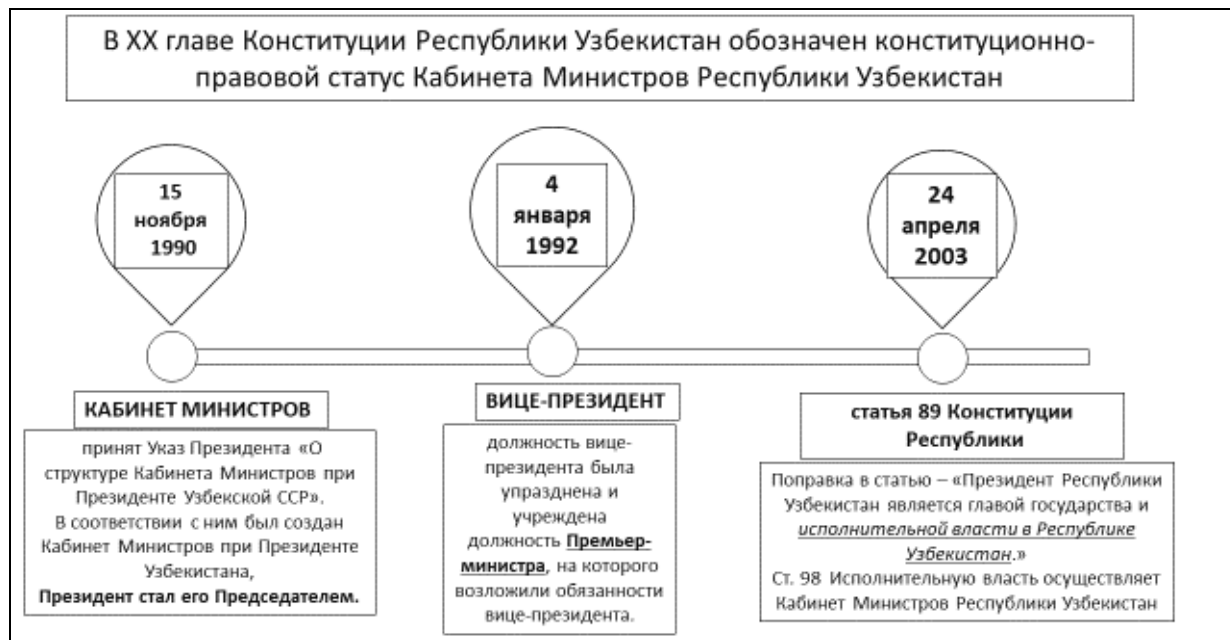 В XX главе Конституции Республики Узбекистан обозначен конституционно-
правовой статус Кабинета Министров Республики Узбекистан
15
ноября
1990
4
января
1992
24
апреля
2003
КАБИНЕТ МИНИСТРОВ
принят Указ Президента «О
структуре Кабинета Министров при
Президенте Узбекской ССР».
В соответствии с ним был создан
Кабинет Министров при Президенте
Узбекистана,
Президент стал его Председателем.
ВИЦЕ-ПРЕЗИДЕНТ
должность вице-
президента была
упразднена и
учреждена
должность Премьер-
министра, на которого
возложили обязанности
вице-президента.
статья 89 Конституции
Республики
Поправка в статью – «Президент Республики
Узбекистан является главой государства и
исполнительной власти в Республике
Узбекистан.»
Ст. 98 Исполнительную власть осуществляет
Кабинет Министров Республики Узбекистан